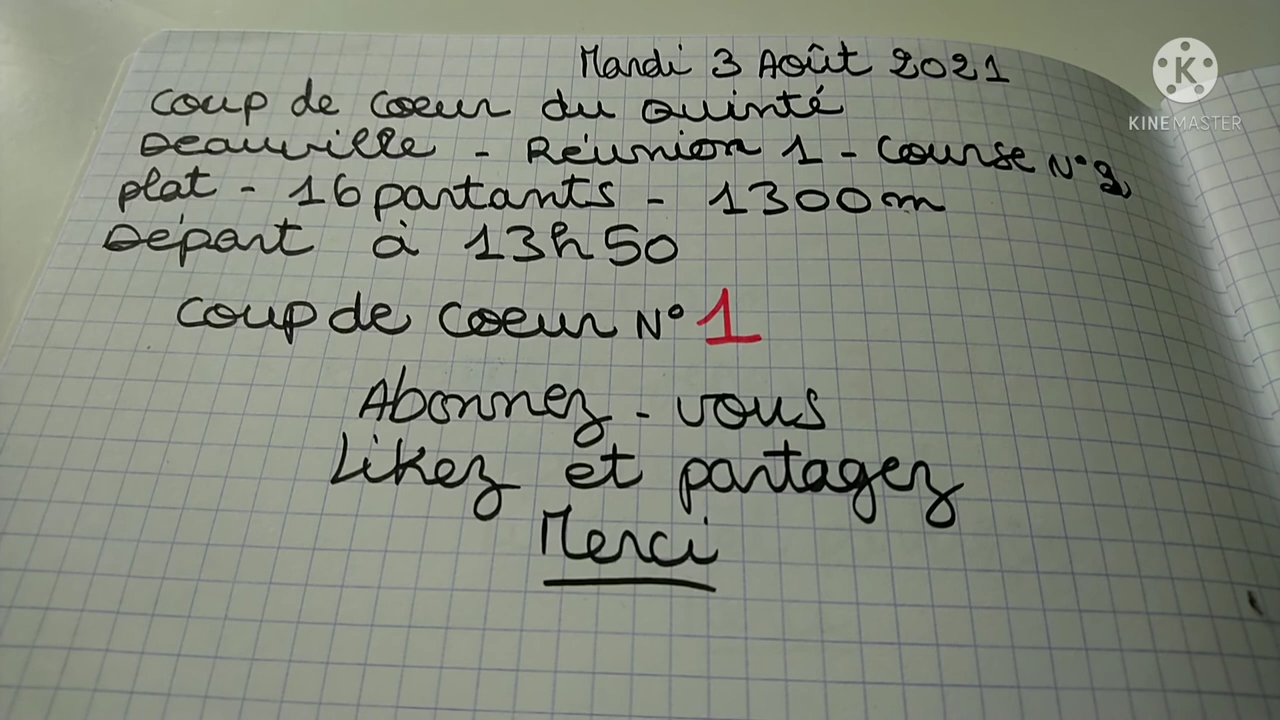 Mardi 3 Août 2021
Coup de coeur du Quinté
Deauville - Réunion 1 - Course N°2
plat - 16 partants - 1300m
Départ à 13h50
Coup de coeur N° 1
Abonnez-vous
Likez et partagez
Merci
K
KINEMASTER